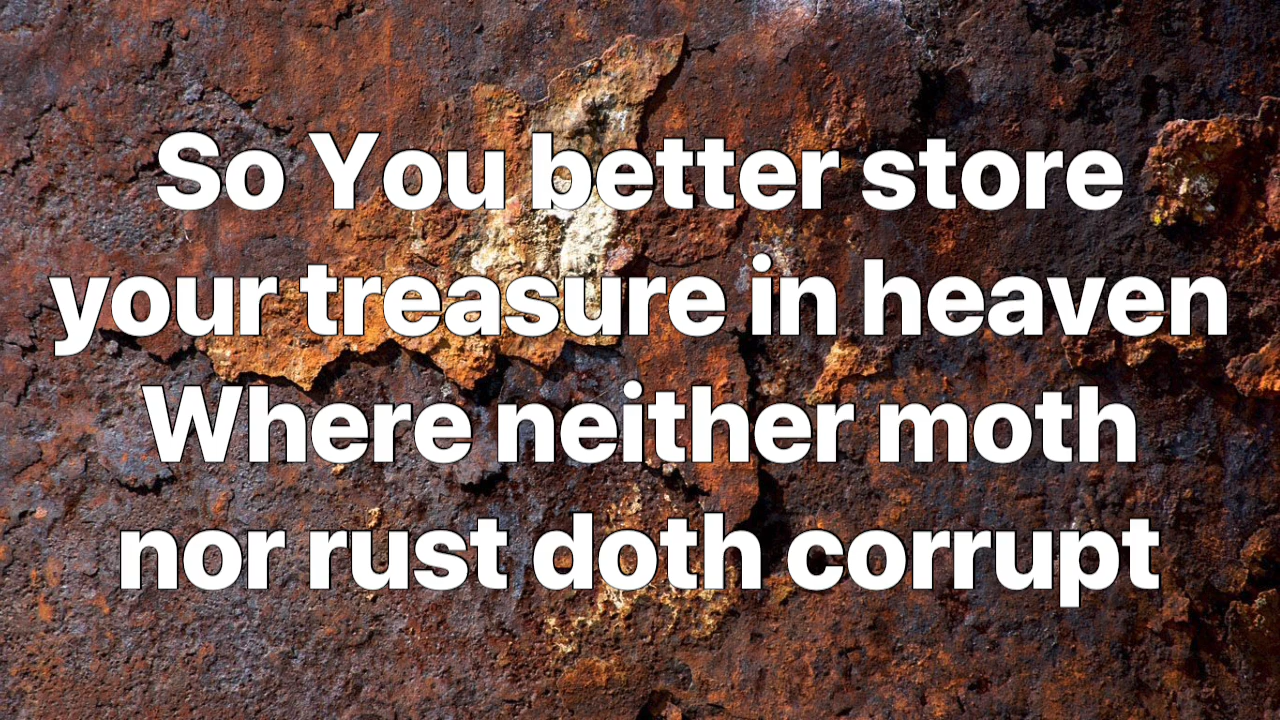 So You better store
your treasure in heaven
Where neither moth
nor rust doth corrupt